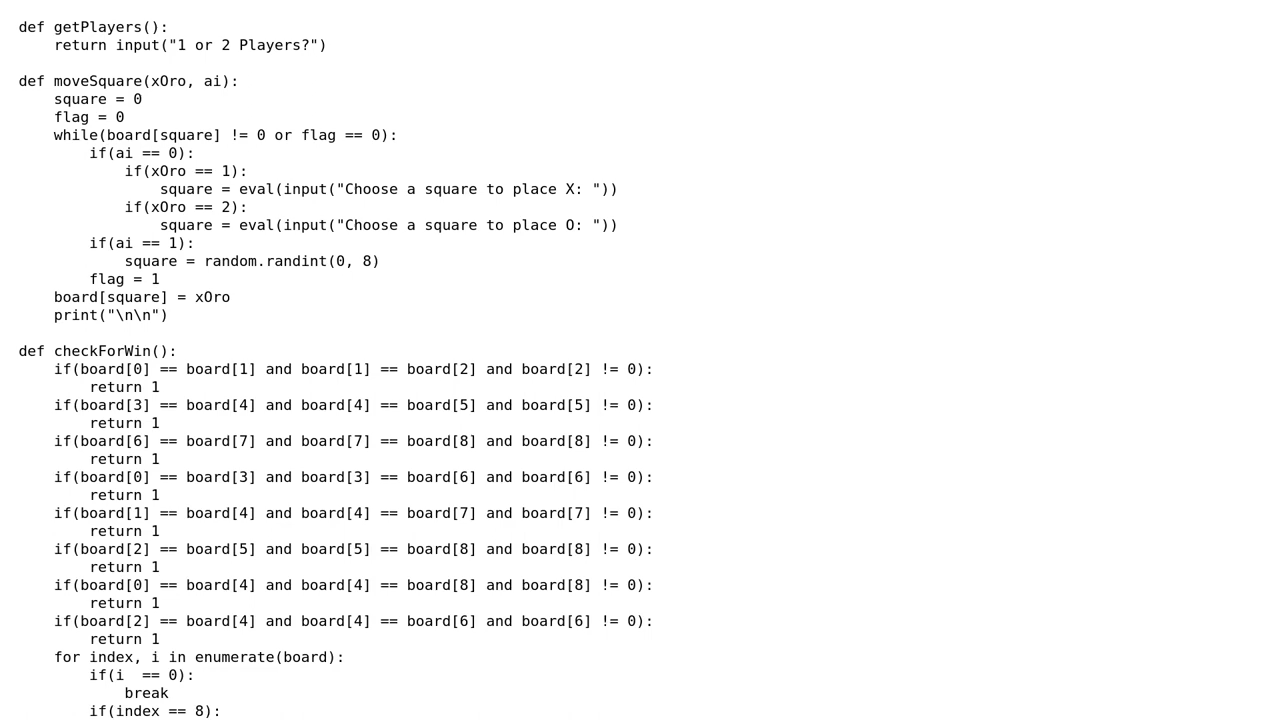 def getPlayers():
    return input("1 or 2 Players?")

def moveSquare(xOro, ai):
    square = 0
    flag = 0
    while(board[square] != 0 or flag == 0):
        if(ai == 0):
            if(xOro == 1):
                square = eval(input("Choose a square to place X: "))
            if(xOro == 2):
                square = eval(input("Choose a square to place O: "))
        if(ai == 1):
            square = random.randint(0, 8)
        flag = 1
    board[square] = xOro
    print("\n\n")

def checkForWin():
    if(board[0] == board[1] and board[1] == board[2] and board[2] != 0):
        return 1
    if(board[3] == board[4] and board[4] == board[5] and board[5] != 0):
        return 1
    if(board[6] == board[7] and board[7] == board[8] and board[8] != 0):
        return 1
    if(board[0] == board[3] and board[3] == board[6] and board[6] != 0):
        return 1
    if(board[1] == board[4] and board[4] == board[7] and board[7] != 0):
        return 1
    if(board[2] == board[5] and board[5] == board[8] and board[8] != 0):
        return 1
    if(board[0] == board[4] and board[4] == board[8] and board[8] != 0):
        return 1
    if(board[2] == board[4] and board[4] == board[6] and board[6] != 0):
        return 1
    for index, i in enumerate(board):
        if(i  == 0):
            break
        if(index == 8):